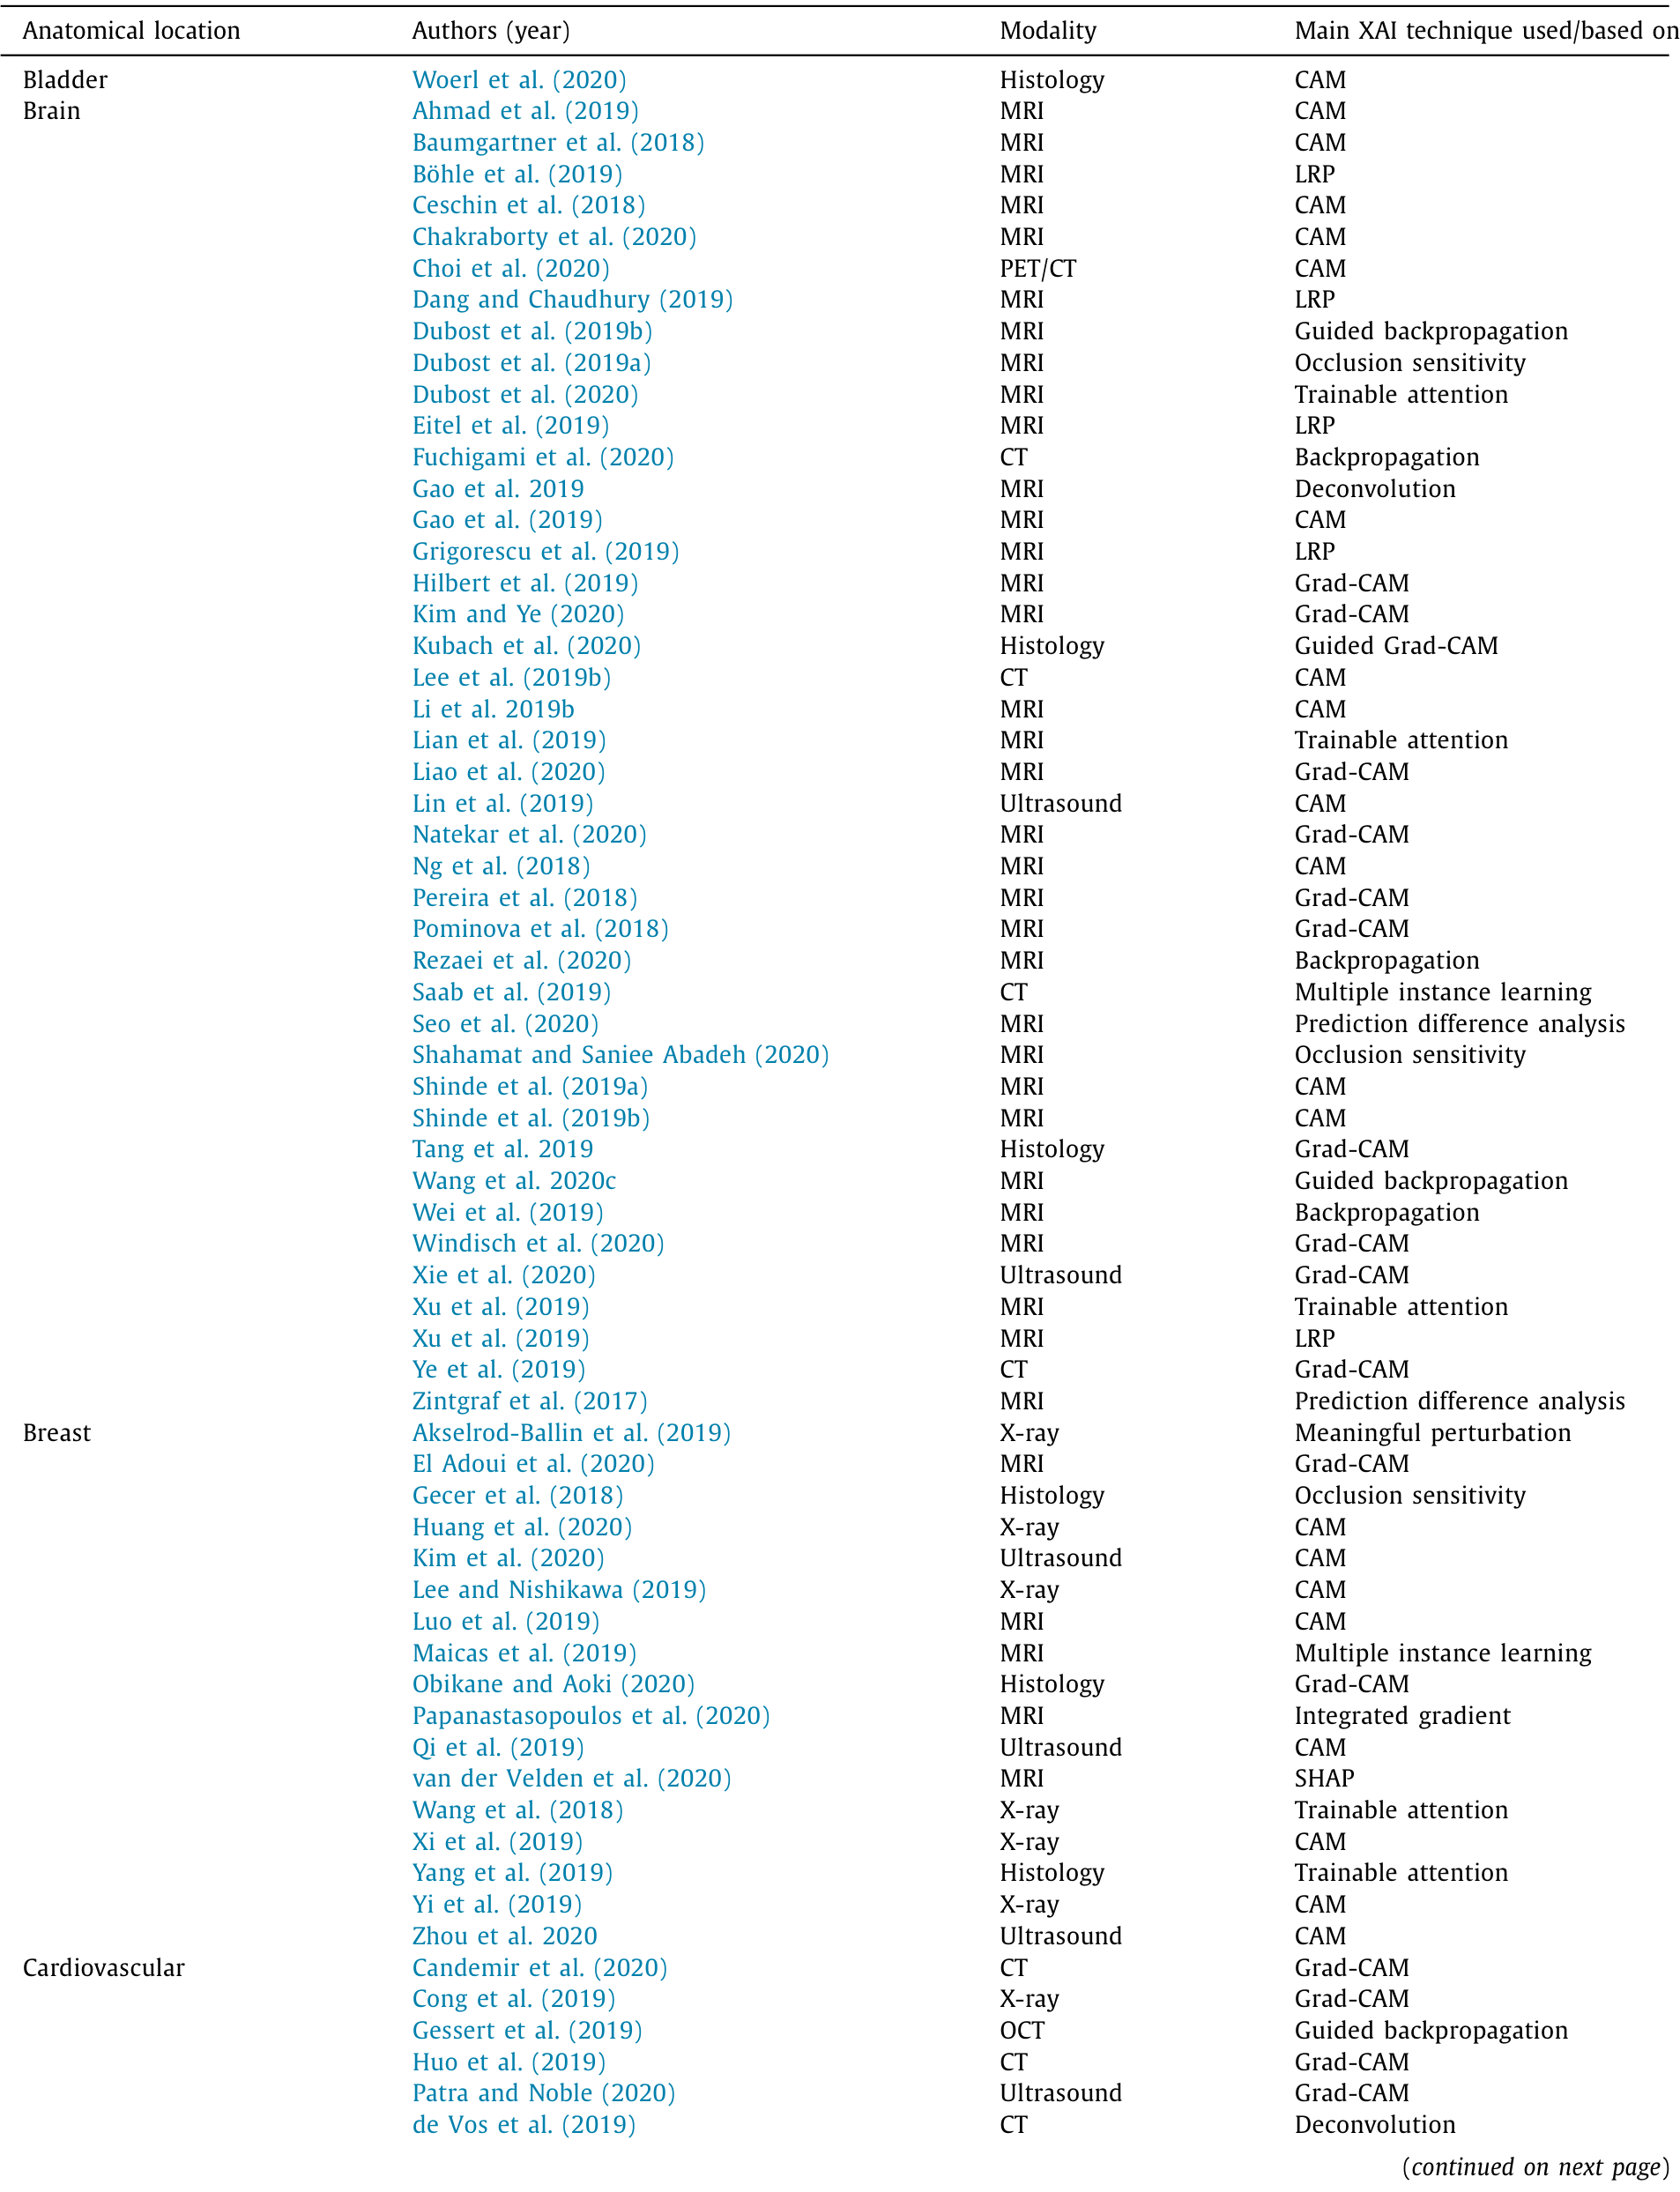 Anatomical location Authors (year) Modality Main XAI technique used/based on
Bladder Woerl et al. (2020) Histology CAM
Brain Ahmad et al. (2019) MRI CAM
Baumgartner et al. (2018) MRI CAM
Böhle et al. (2019) MRI LRP
Ceschin et al. (2018) MRI CAM
Chakraborty et al. (2020) MRI CAM
Choi et al. (2020) PET/CT CAM
Dang and Chaudhury (2019) MRI LRP
Dubost et al. (2019b) MRI Guided backpropagation
Dubost et al. (2019a) MRI Occlusion sensitivity
Dubost et al. (2020) MRI Trainable attention
Eitel et al. (2019) MRI LRP
Fuchigami et al. (2020) CT Backpropagation
Gao et al. 2019 MRI Deconvolution
Gao et al. (2019) MRI CAM
Grigorescu et al. (2019) MRI LRP
Hilbert et al. (2019) MRI Grad-CAM
Kim and Ye (2020) MRI Grad-CAM
Kubach et al. (2020) Histology Guided Grad-CAM
Lee et al. (2019b) CT CAM
Li et al. 2019b MRI CAM
Lian et al. (2019) MRI Trainable attention
Liao et al. (2020) MRI Grad-CAM
Lin et al. (2019) Ultrasound CAM
Natekar et al. (2020) MRI Grad-CAM
Ng et al. (2018) MRI CAM
Pereira et al. (2018) MRI Grad-CAM
Pominova et al. (2018) MRI Grad-CAM
Rezaei et al. (2020) MRI Backpropagation
Saab et al. (2019) CT Multiple instance learning
Seo et al. (2020) MRI Prediction difference analysis
Shahamat and Saniee Abadeh (2020) MRI Occlusion sensitivity
Shinde et al. (2019a) MRI CAM
Shinde et al. (2019b) MRI CAM
Tang et al. 2019 Histology Grad-CAM
Wang et al. 2020c MRI Guided backpropagation
Wei et al. (2019) MRI Backpropagation
Windisch et al. (2020) MRI Grad-CAM
Xie et al. (2020) Ultrasound Grad-CAM
Xu et al. (2019) MRI Trainable attention
Xu et al. (2019) MRI LRP
Ye et al. (2019) CT Grad-CAM
Zintgraf et al. (2017) MRI Prediction difference analysis
Breast Akselrod-Ballin et al. (2019) X-ray Meaningful perturbation
El Adoui et al. (2020) MRI Grad-CAM
Gecer et al. (2018) Histology Occlusion sensitivity
Huang et al. (2020) X-ray CAM
Kim et al. (2020) Ultrasound CAM
Lee and Nishikawa (2019) X-ray CAM
Luo et al. (2019) MRI CAM
Maicas et al. (2019) MRI Multiple instance learning
Obikane and Aoki (2020) Histology Grad-CAM
Papanastasopoulos et al. (2020) MRI Integrated gradient
Qi et al. (2019) Ultrasound CAM
van der Velden et al. (2020) MRI SHAP
Wang et al. (2018) X-ray Trainable attention
Xi et al. (2019) X-ray CAM
Yang et al. (2019) Histology Trainable attention
Yi et al. (2019) X-ray CAM
Zhou et al. 2020 Ultrasound CAM
Cardiovascular Candemir et al. (2020) CT Grad-CAM
Cong et al. (2019) X-ray Grad-CAM
Gessert et al. (2019) OCT Guided backpropagation
Huo et al. (2019) CT Grad-CAM
Patra and Noble (2020) Ultrasound Grad-CAM
de Vos et al. (2019) CT Deconvolution
(continued on next page)